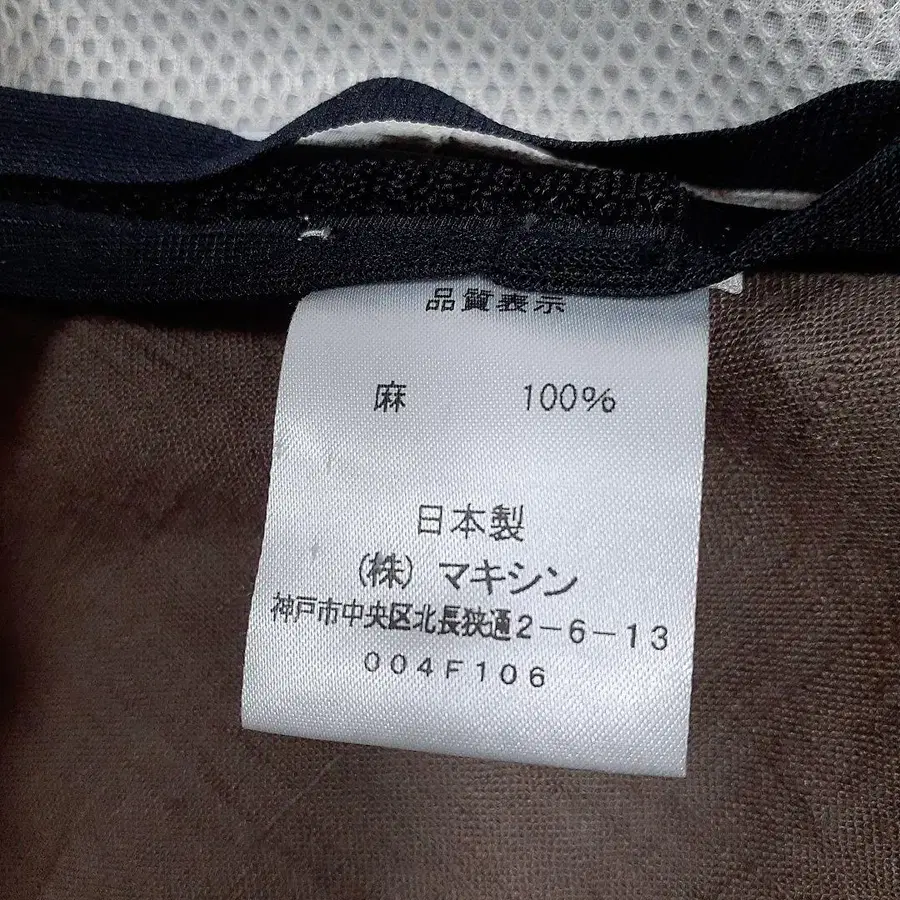 品質表示
麻 100%
日本製
(株) マキシン
神戸市中央区北長狭通2-6-13
004F106